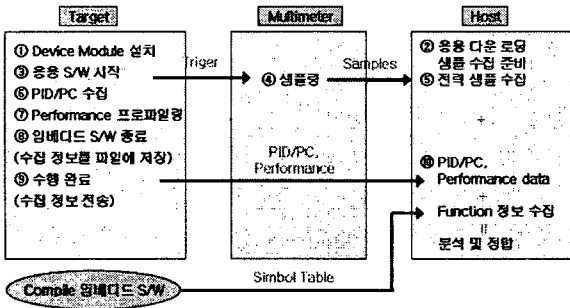 Target
① Device Module 설치
③ 응용 S/W 시작
⑥ PID/PC 수집
⑦ Performance 프로파일링
⑧ 임베디드 S/W 종료
(수집 정보를 파일에 저장)
⑨ 수행 완료
(수집 정보 전송)
Triger
Multimeter
④ 샘플링
Samples
PID/PC,
Performance
Host
② 응용 다운 로딩
샘플 수집 준비
⑤ 전력 샘플 수집
+
⑩ PID/PC,
Performance data
+
Function 정보 수집
=
분석 및 정합
Compile 임베디드 S/W
Simbol Table